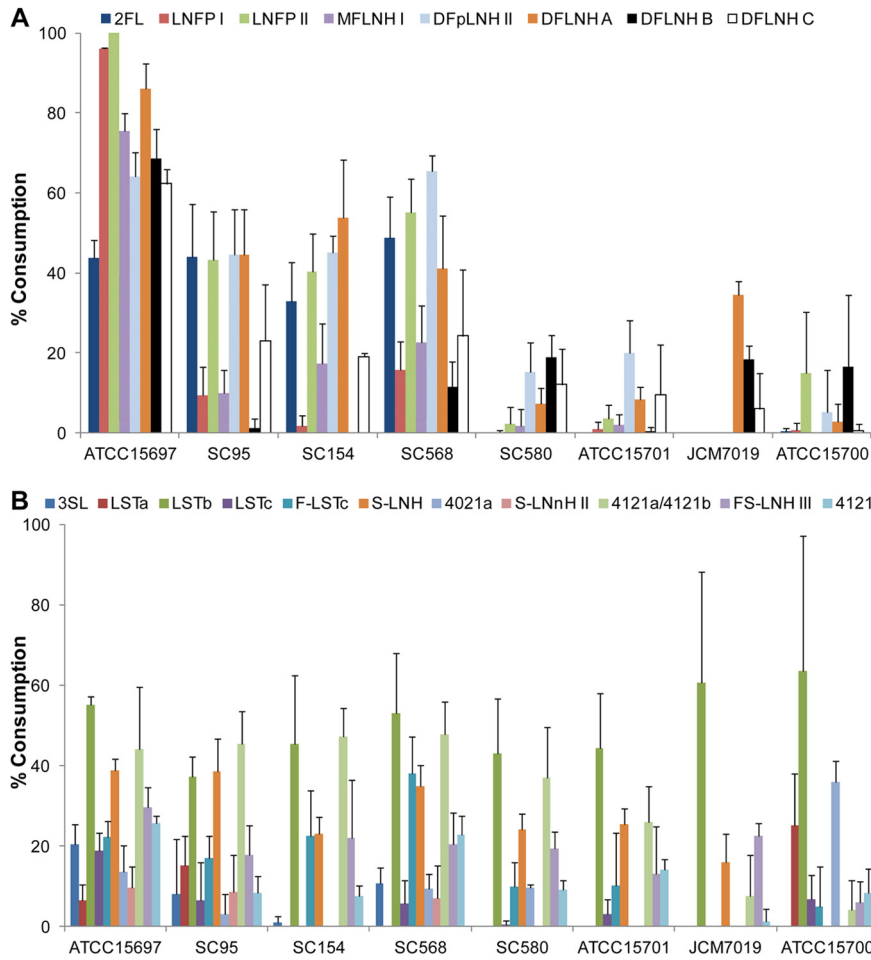 A
2FL LNFP I LNFP II MFLNH I DFpLNH II DFLNH A DFLNH B DFLNH C
100
80
60
40
20
0
% Consumption
ATCC15697 SC95 SC154 SC568 SC580 ATCC15701 JCM7019 ATCC15700
B
3SL LSTa LSTb LSTc F-LSTc S-LNH 4021a S-LNnH II 4121a/4121b FS-LNH III 4121
100
80
60
40
20
0
% Consumption
ATCC15697 SC95 SC154 SC568 SC580 ATCC15701 JCM7019 ATCC15700